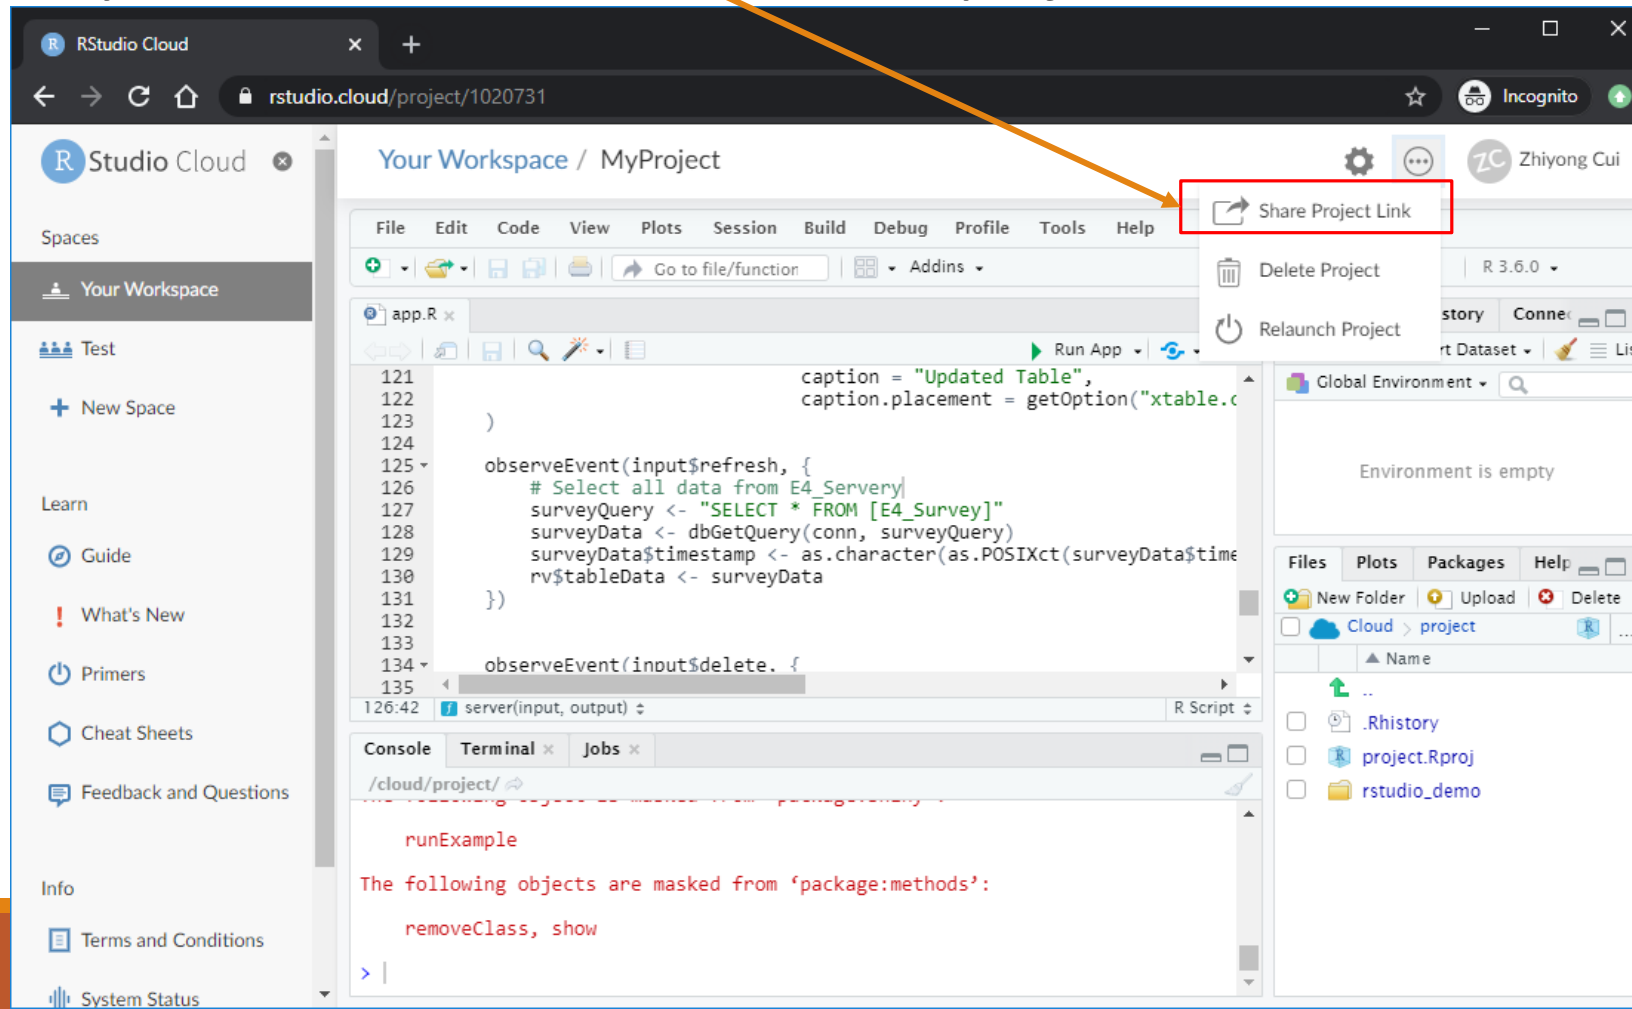 RStudio Cloud
rstudio.cloud/project/1020731
Incognito
R Studio Cloud
Your Workspace / MyProject
ZC Zhiyong Cui
Share Project Link
Delete Project
Relaunch Project
Spaces
Your Workspace
Test
New Space
Learn
Guide
What's New
Primers
Cheat Sheets
Feedback and Questions
Info
Terms and Conditions
System Status
File Edit Code View Plots Session Build Debug Profile Tools Help
Go to file/function Addins
R 3.6.0
app.R
Run App
121 caption = "Updated Table",
122 caption.placement = getOption("xtable.c
123 )
124
125 observeEvent(input$refresh, {
126 # Select all data from E4_Servery
127 surveyQuery <- "SELECT * FROM [E4_Survey]"
128 surveyData <- dbGetQuery(conn, surveyQuery)
129 surveyData$timestamp <- as.character(as.POSIXct(surveyData$time
130 rv$tableData <- surveyData
131 })
132
133
134 observeEvent(input$delete, {
135
126:42 server(input, output) R Script
Console Terminal Jobs
/cloud/project/
runExample
The following objects are masked from ‘package:methods’:
removeClass, show
>
story Conne
rt Dataset Lis
Global Environment
Environment is empty
Files Plots Packages Help
New Folder Upload Delete
Cloud > project R ...
Name
..
.Rhistory
project.Rproj
rstudio_demo